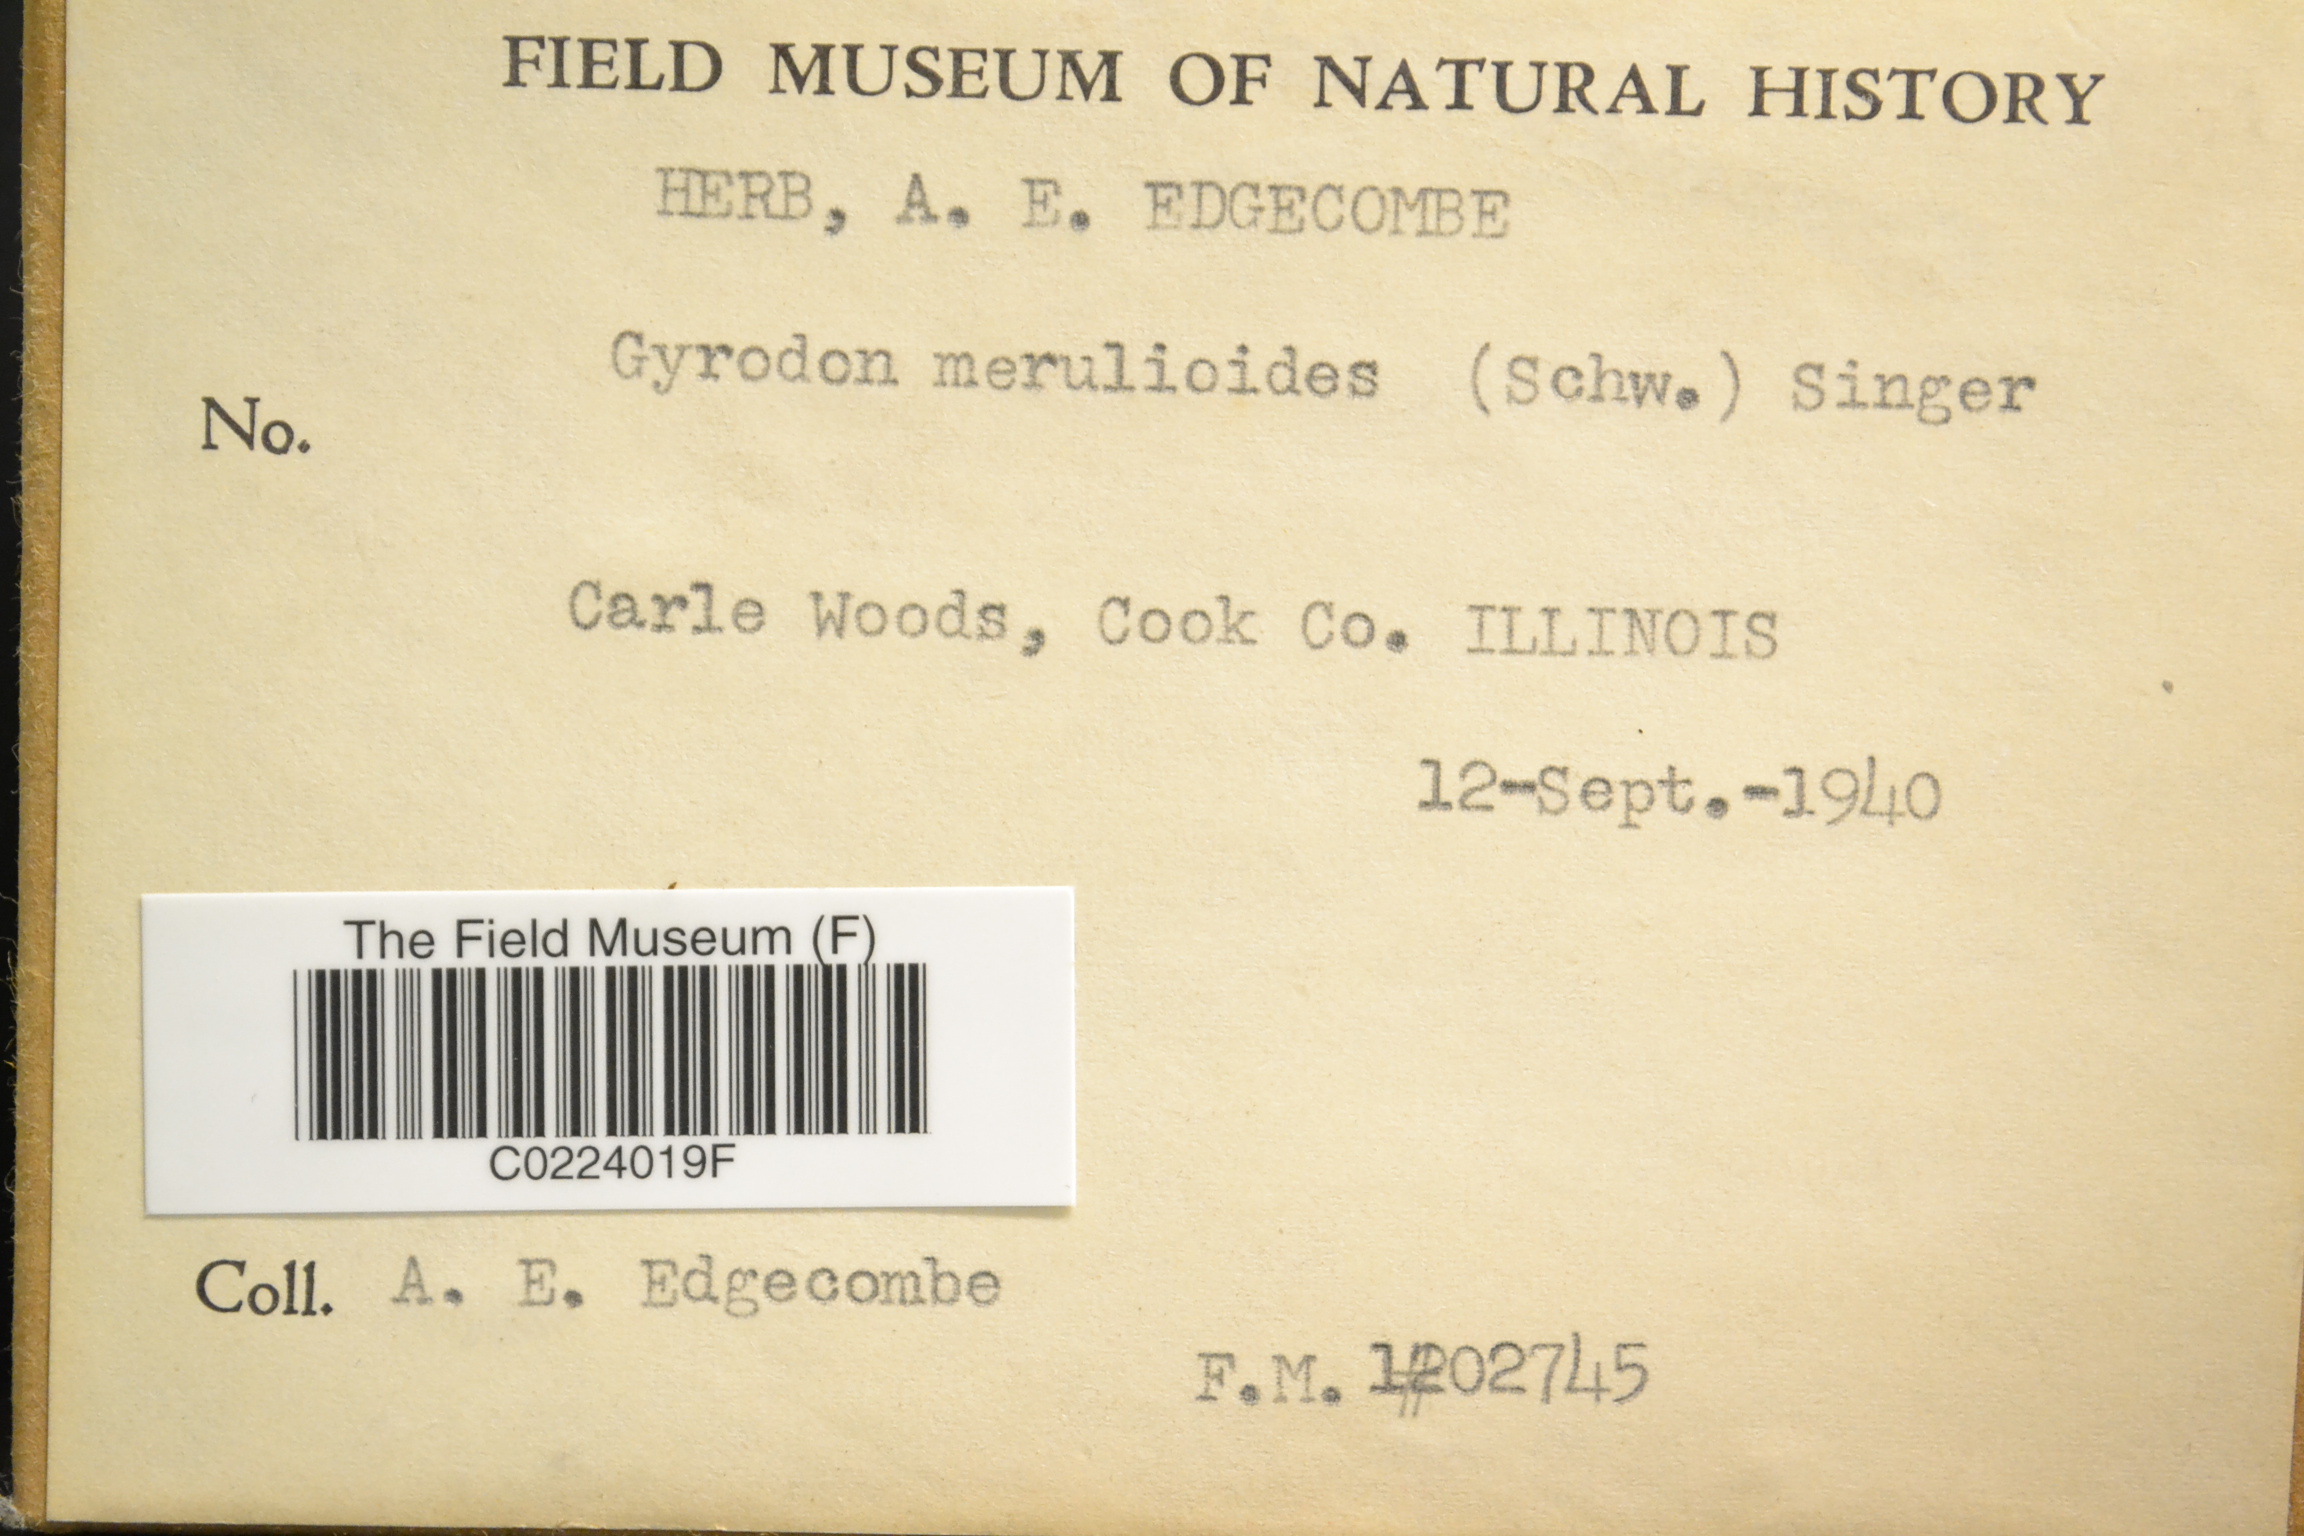 FIELD MUSEUM OF NATURAL HISTORY
HERB, A. E. EDGECOMBE
Gyrodon merulioides (Schw.) Singer
No.
Carle Woods, Cook Co. ILLINOIS
12-Sept.-1940
The Field Museum (F)
C0224019F
Coll. A. E. Edgecombe
F.M. 1202745